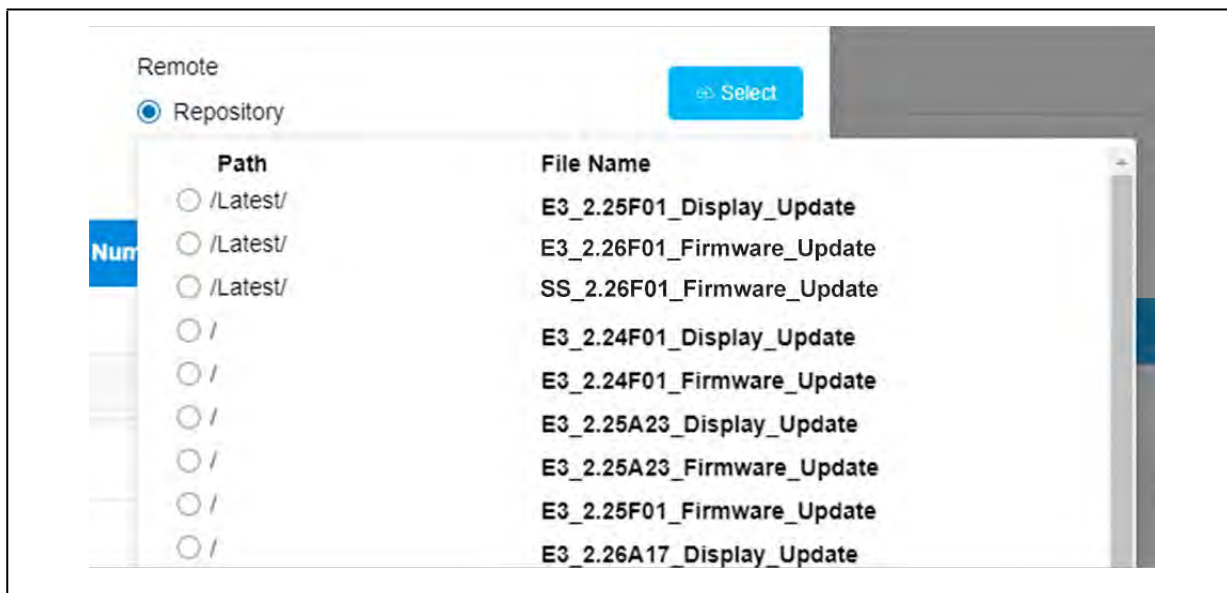 Remote
Select
Repository
Path File Name
/Latest/ E3_2.25F01_Display_Update
/Latest/ E3_2.26F01_Firmware_Update
Num
/Latest/ SS_2.26F01_Firmware_Update
/ E3_2.24F01_Display_Update
/ E3_2.24F01_Firmware_Update
/ E3_2.25A23_Display_Update
/ E3_2.25A23_Firmware_Update
/ E3_2.25F01_Firmware_Update
/ E3_2.26A17_Display_Update